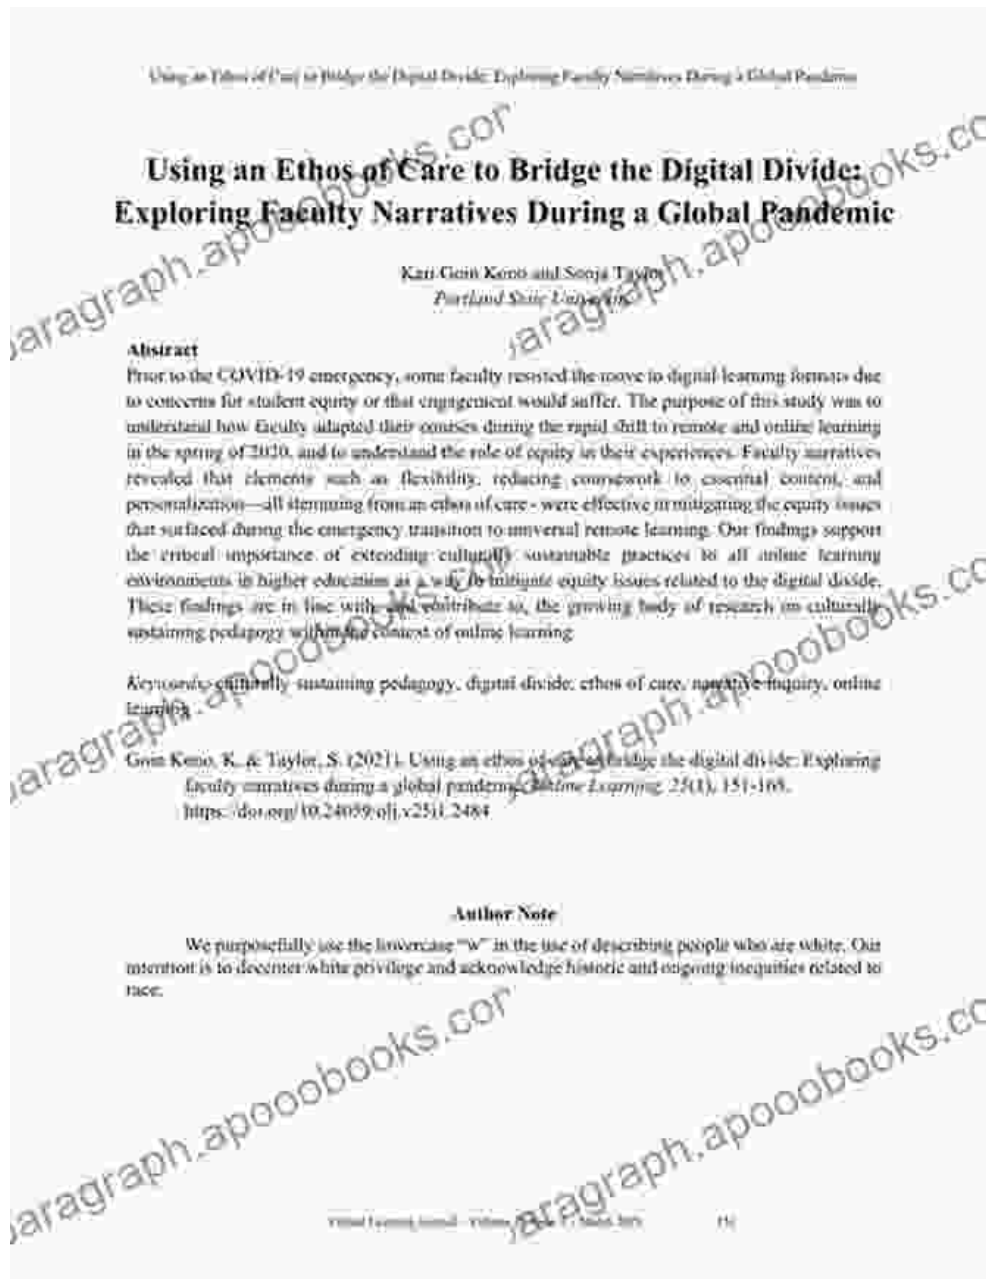 Using an Ethos of Care to Bridge the Digital Divide: Exploring Faculty Narratives During a Global Pandemic
Using an Ethos of Care to Bridge the Digital Divide:
Exploring Faculty Narratives During a Global Pandemic
Kari Goin Kono and Sonja Taylor
Portland State University
Abstract
Prior to the COVID-19 emergency, some faculty resisted the move to digital learning formats due
to concerns for student equity or that engagement would suffer. The purpose of this study was to
understand how faculty adapted their courses during the rapid shift to remote and online learning
in the spring of 2020, and to understand the role of equity in their experiences. Faculty narratives
revealed that elements such as flexibility, reducing coursework to essential content, and
personalization—all stemming from an ethos of care - were effective in mitigating the equity issues
that surfaced during the emergency transition to universal remote learning. Our findings support
the critical importance of extending culturally sustainable practices to all online learning
environments in higher education as a way to mitigate equity issues related to the digital divide.
These findings are in line with, and contribute to, the growing body of research on culturally
sustaining pedagogy within the context of online learning.
Keywords: culturally sustaining pedagogy, digital divide, ethos of care, narrative inquiry, online
learning
Goin Kono, K. & Taylor, S. (2021). Using an ethos of care to bridge the digital divide: Exploring
faculty narratives during a global pandemic. Online Learning, 25(1), 151-165.
https://doi.org/10.24059/olj.v25i1.2484
Author Note
We purposefully use the lowercase "w" in the use of describing people who are white. Our
intention is to decenter white privilege and acknowledge historic and ongoing inequities related to
race.
paragraph.apooobooks.com